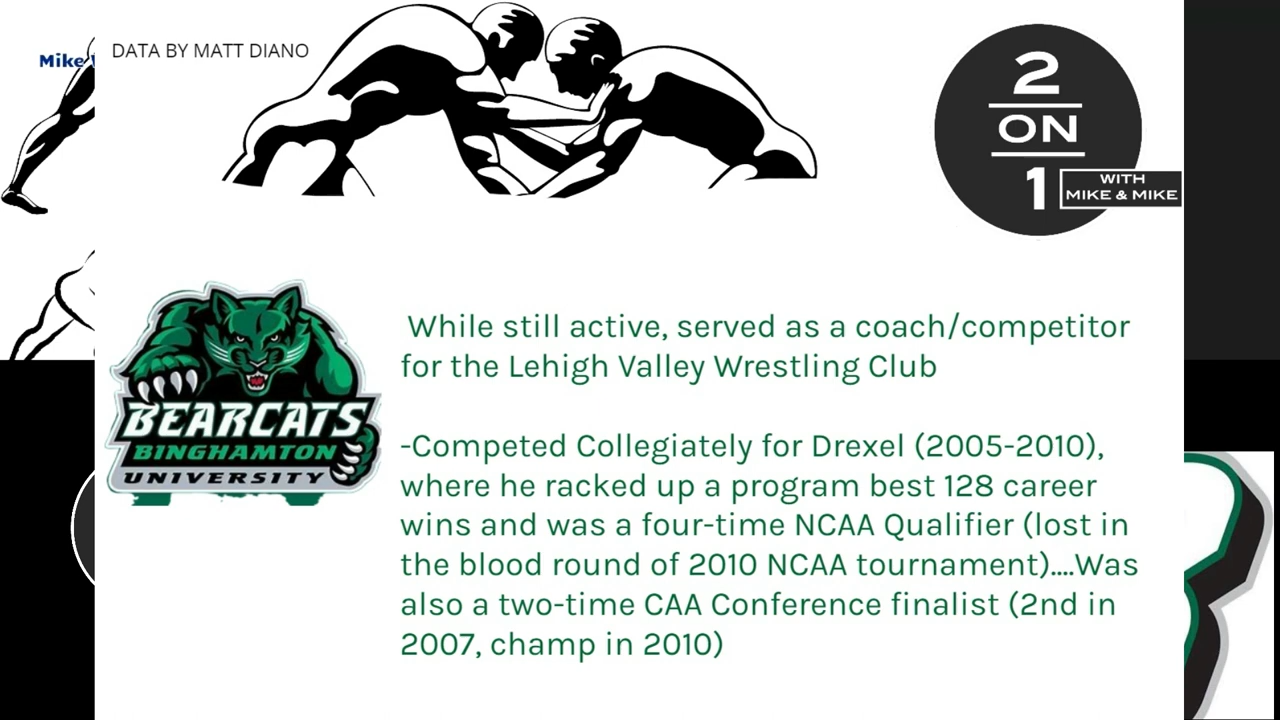 Mike
DATA BY MATT DIANO
2
ON
1
WITH
MIKE & MIKE
BEARCATS
BINGHAMTON
UNIVERSITY
While still active, served as a coach/competitor
for the Lehigh Valley Wrestling Club
-Competed Collegiately for Drexel (2005-2010),
where he racked up a program best 128 career
wins and was a four-time NCAA Qualifier (lost in
the blood round of 2010 NCAA tournament)....Was
also a two-time CAA Conference finalist (2nd in
2007, champ in 2010)